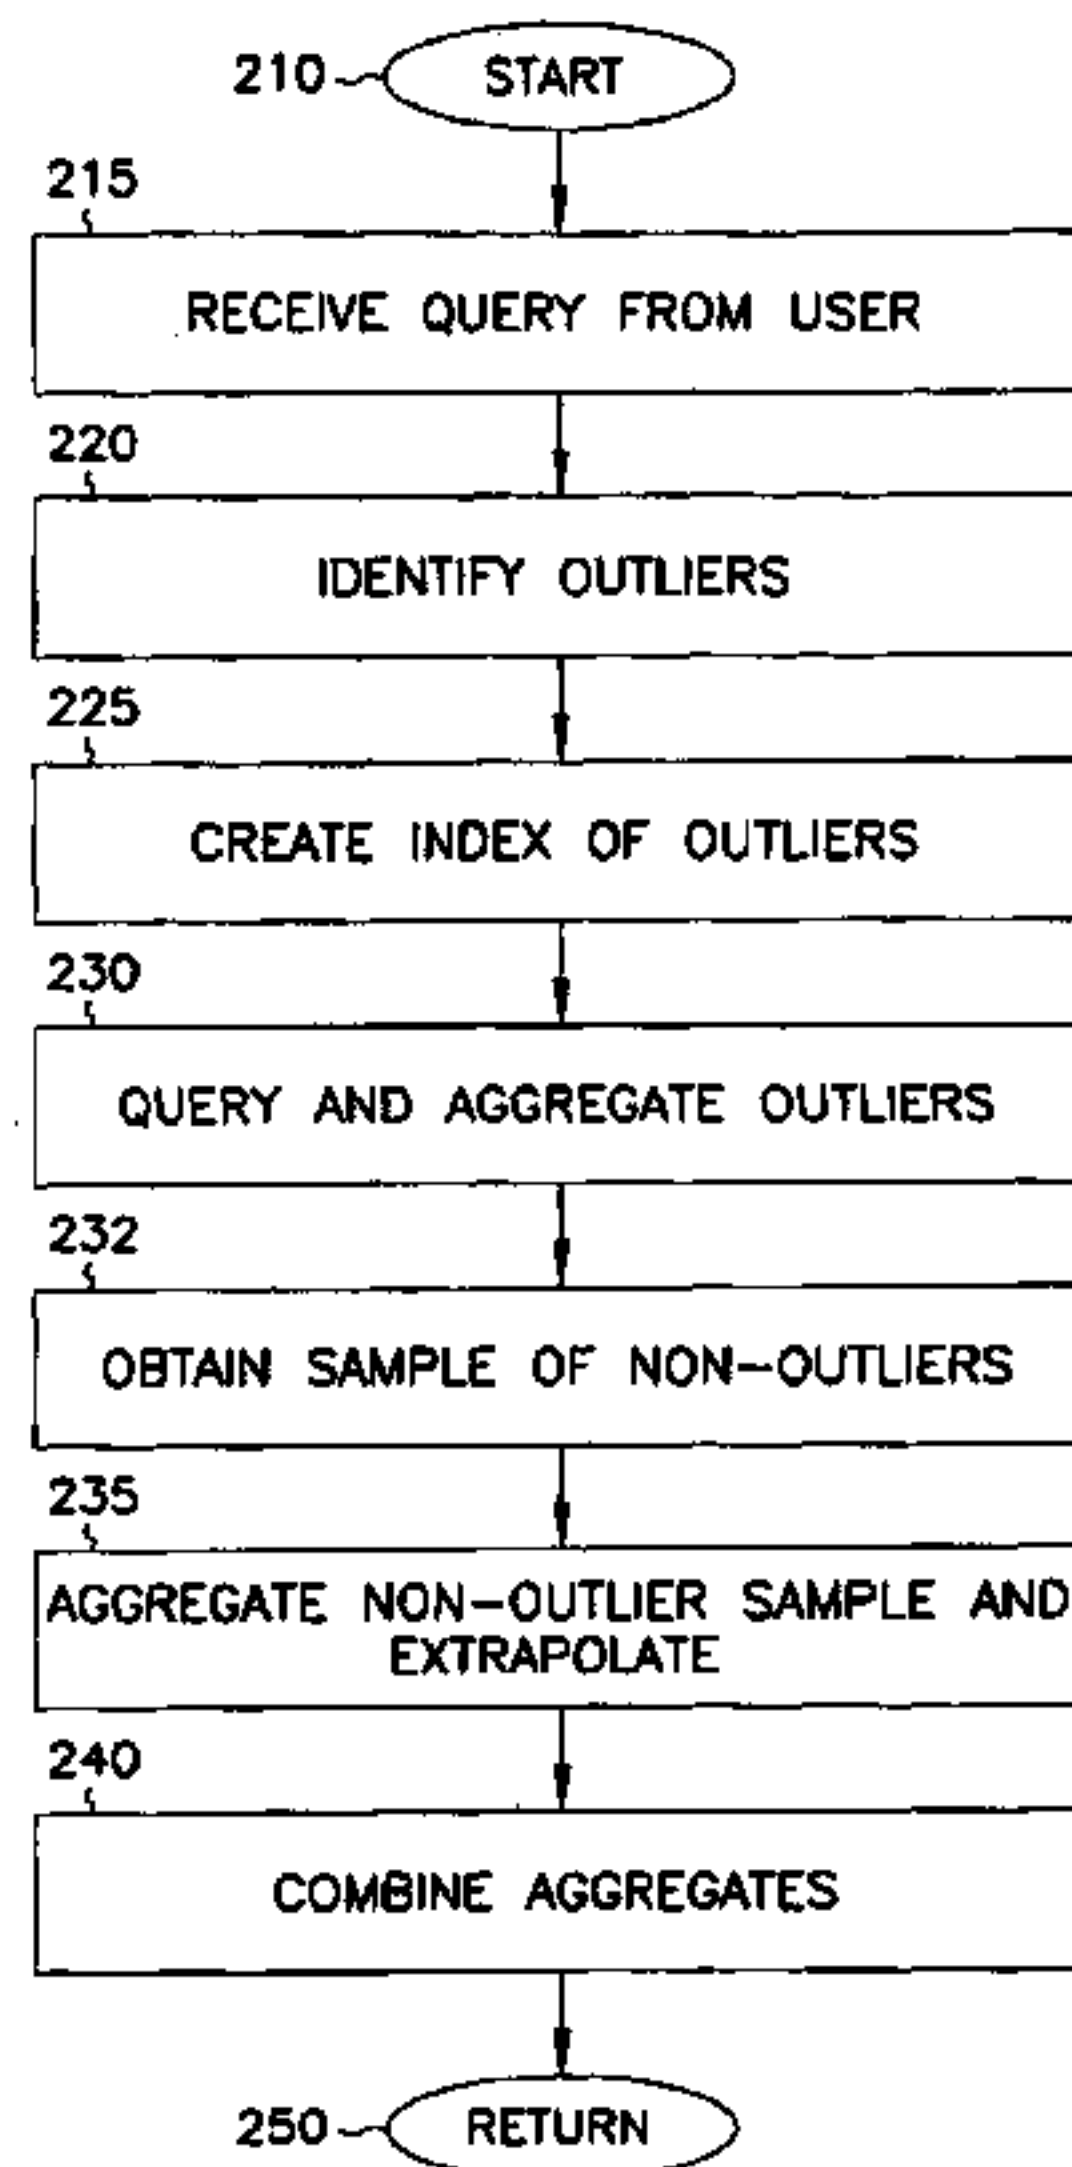 210
START
215
RECEIVE QUERY FROM USER
220
IDENTIFY OUTLIERS
225
CREATE INDEX OF OUTLIERS
230
QUERY AND AGGREGATE OUTLIERS
232
OBTAIN SAMPLE OF NON-OUTLIERS
235
AGGREGATE NON-OUTLIER SAMPLE AND
EXTRAPOLATE
240
COMBINE AGGREGATES
250
RETURN